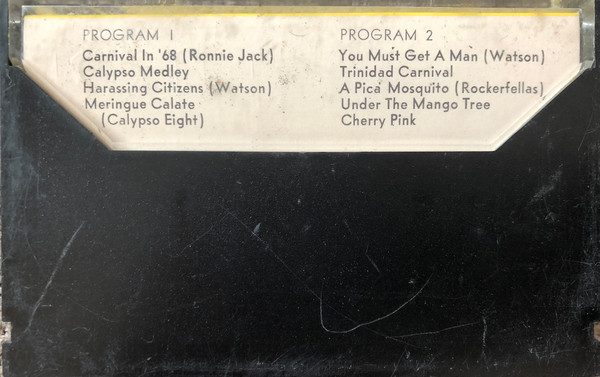 PROGRAM 1
Carnival In '68 (Ronnie Jack)
Calypso Medley
Harassing Citizens (Watson)
Meringue Calate
(Calypso Eight)
PROGRAM 2
You Must Get A Man (Watson)
Trinidad Carnival
A Pica Mosquito (Rockerfellas)
Under The Mango Tree
Cherry Pink